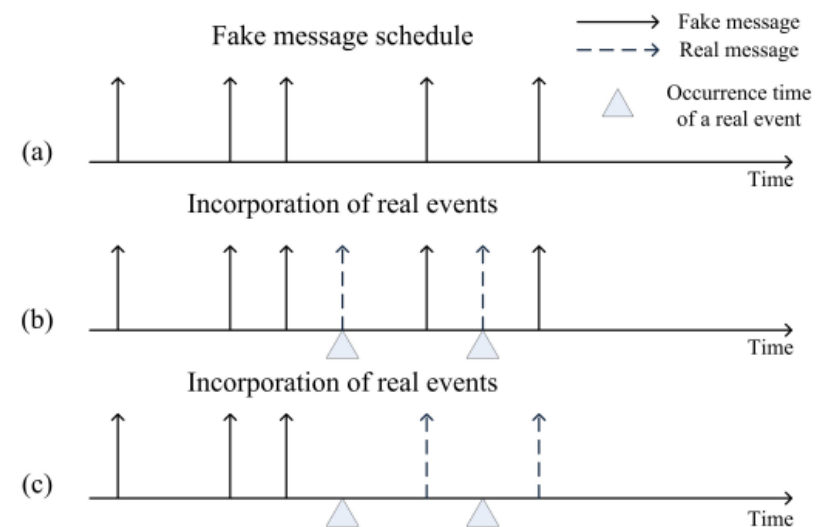 Fake message schedule
Fake message
Real message
Occurrence time
of a real event
(a)
Time
Incorporation of real events
(b)
Time
Incorporation of real events
(c)
Time